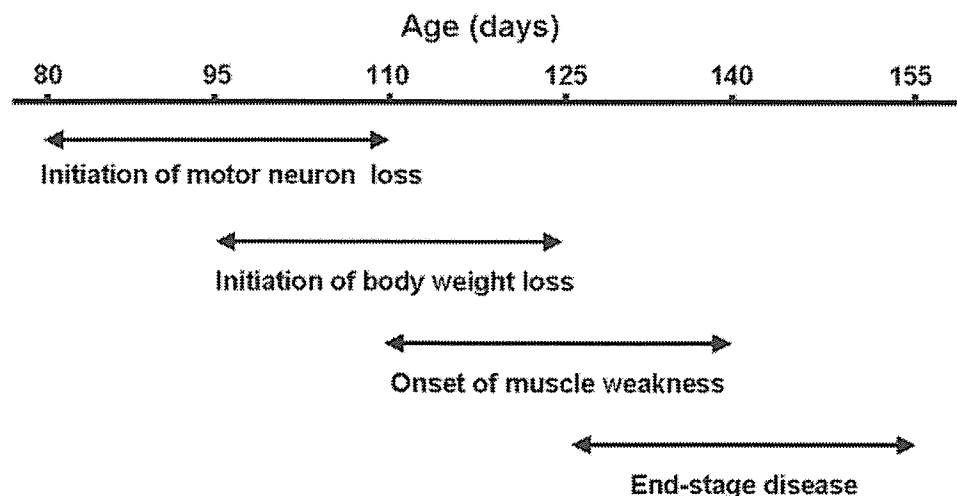 Age (days)
80 95 110 125 140 155
Initiation of motor neuron loss
Initiation of body weight loss
Onset of muscle weakness
End-stage disease